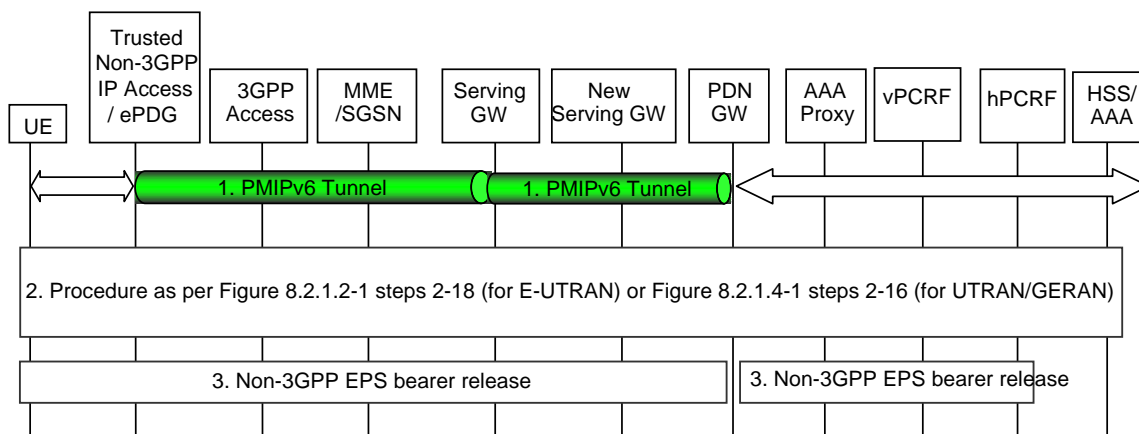 UE
Trusted
Non-3GPP
IP Access
/ ePDG
3GPP
Access
MME
/SGSN
Serving
GW
New
Serving GW
PDN
GW
AAA
Proxy
vPCRF
hPCRF
HSS/
AAA
1. PMIPv6 Tunnel
1. PMIPv6 Tunnel
2. Procedure as per Figure 8.2.1.2-1 steps 2-18 (for E-UTRAN) or Figure 8.2.1.4-1 steps 2-16 (for UTRAN/GERAN)
3. Non-3GPP EPS bearer release
3. Non-3GPP EPS bearer release